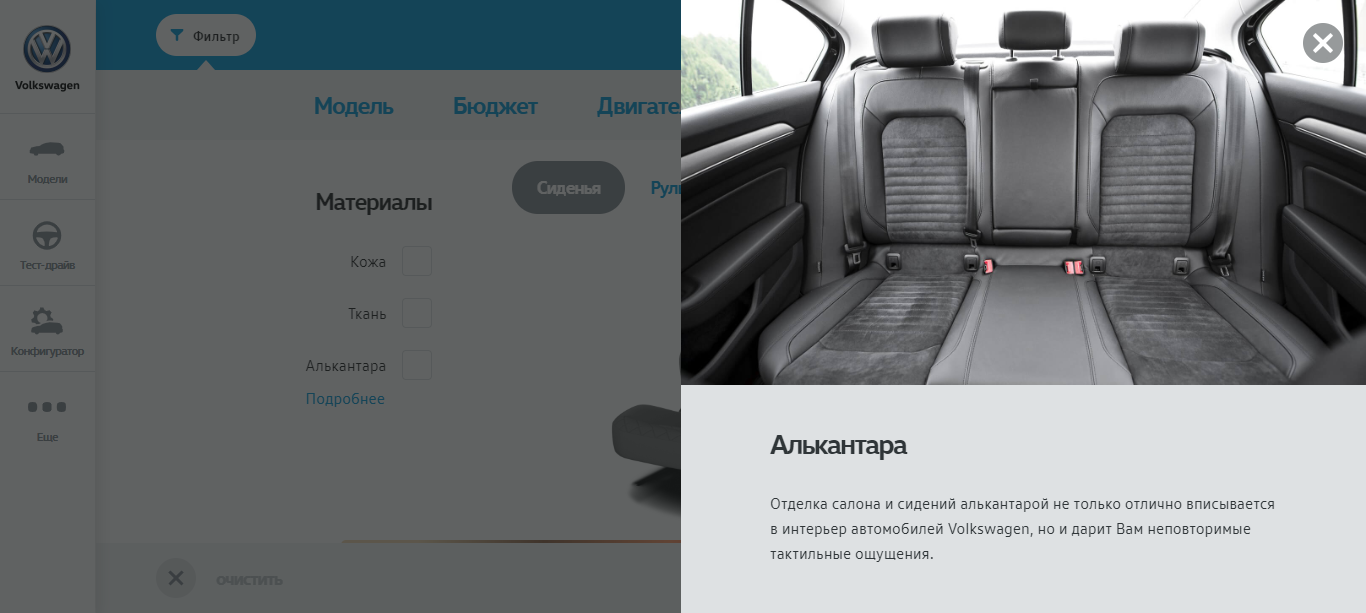 Volkswagen
Модели
Тест-драйв
Конфигуратор
Еще
Фильтр
Модель Бюджет Двигате
Сиденья Рул
Материалы
Кожа
Ткань
Алькантара
Подробнее
очистить
Алькантара
Отделка салона и сидений алькантарой не только отлично вписывается
в интерьер автомобилей Volkswagen, но и дарит Вам неповторимые
тактильные ощущения.